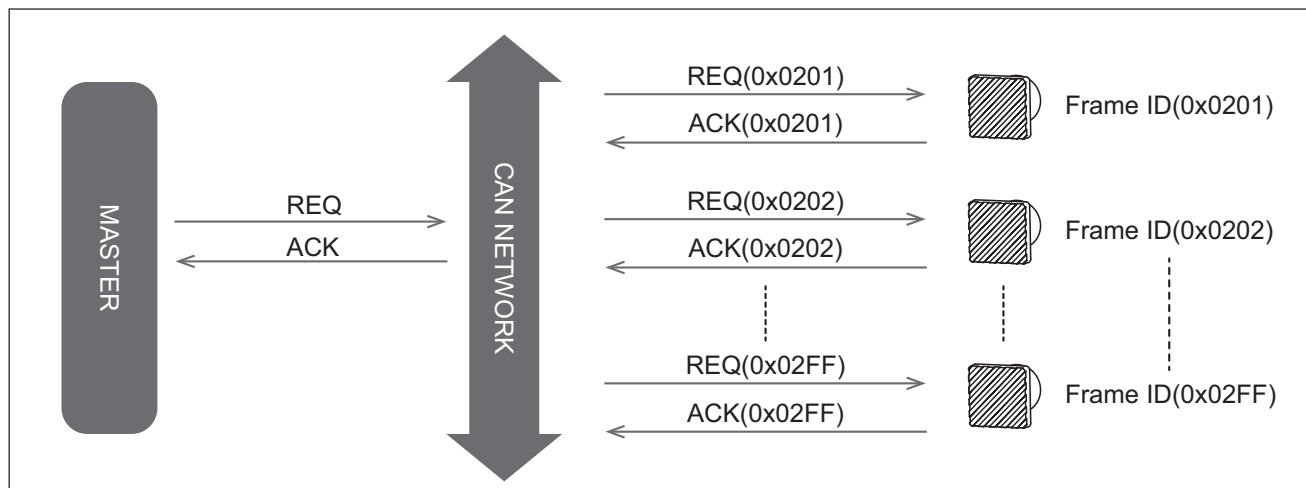 MASTER
REQ
ACK
CAN NETWORK
REQ(0x0201)
ACK(0x0201)
Frame ID(0x0201)
REQ(0x0202)
ACK(0x0202)
Frame ID(0x0202)
REQ(0x02FF)
ACK(0x02FF)
Frame ID(0x02FF)